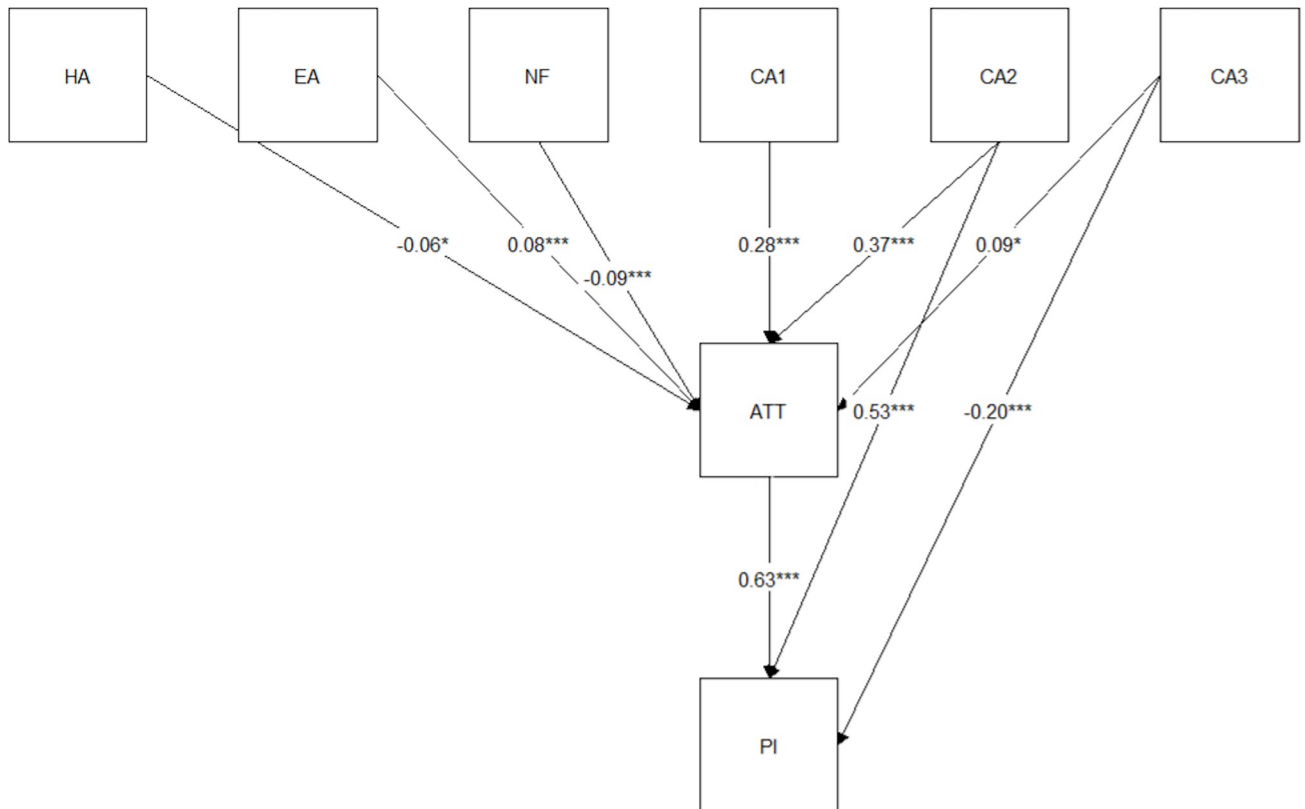 HA
EA
NF
CA1
CA2
CA3
-0.06*
0.08***
-0.09***
0.28***
0.37***
0.09*
ATT
0.53***
-0.20***
0.63***
PI